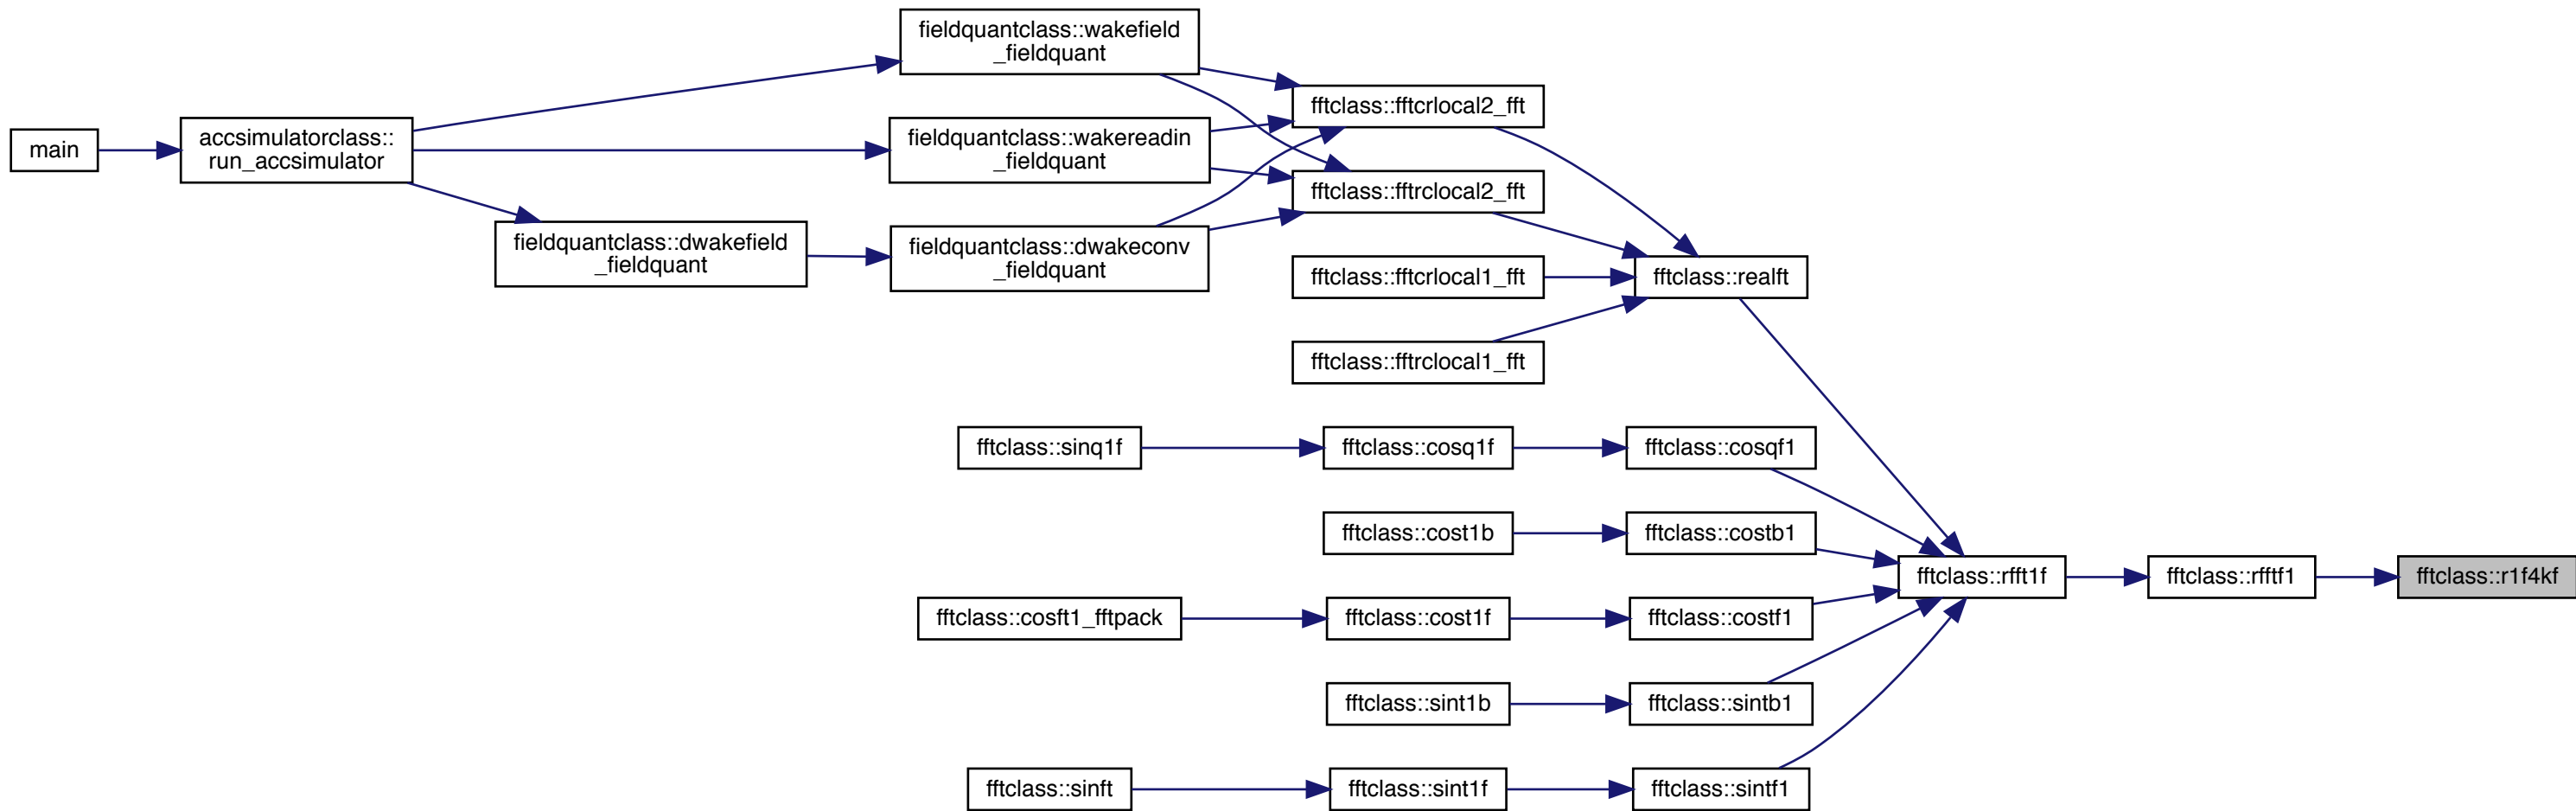 fieldquantclass::wakefield
_fieldquant
fftclass::fftcrlocal2_fft
main
accsimulatorclass::
run_accsimulator
fieldquantclass::wakereadin
_fieldquant
fftclass::fftrclocal2_fft
fieldquantclass::dwakefield
_fieldquant
fieldquantclass::dwakeconv
_fieldquant
fftclass::fftcrlocal1_fft
fftclass::realft
fftclass::fftrclocal1_fft
fftclass::sinq1f
fftclass::cosq1f
fftclass::cosqf1
fftclass::cost1b
fftclass::costb1
fftclass::rfft1f
fftclass::rfftf1
fftclass::r1f4kf
fftclass::cosft1_fftpack
fftclass::cost1f
fftclass::costf1
fftclass::sint1b
fftclass::sintb1
fftclass::sinft
fftclass::sint1f
fftclass::sintf1